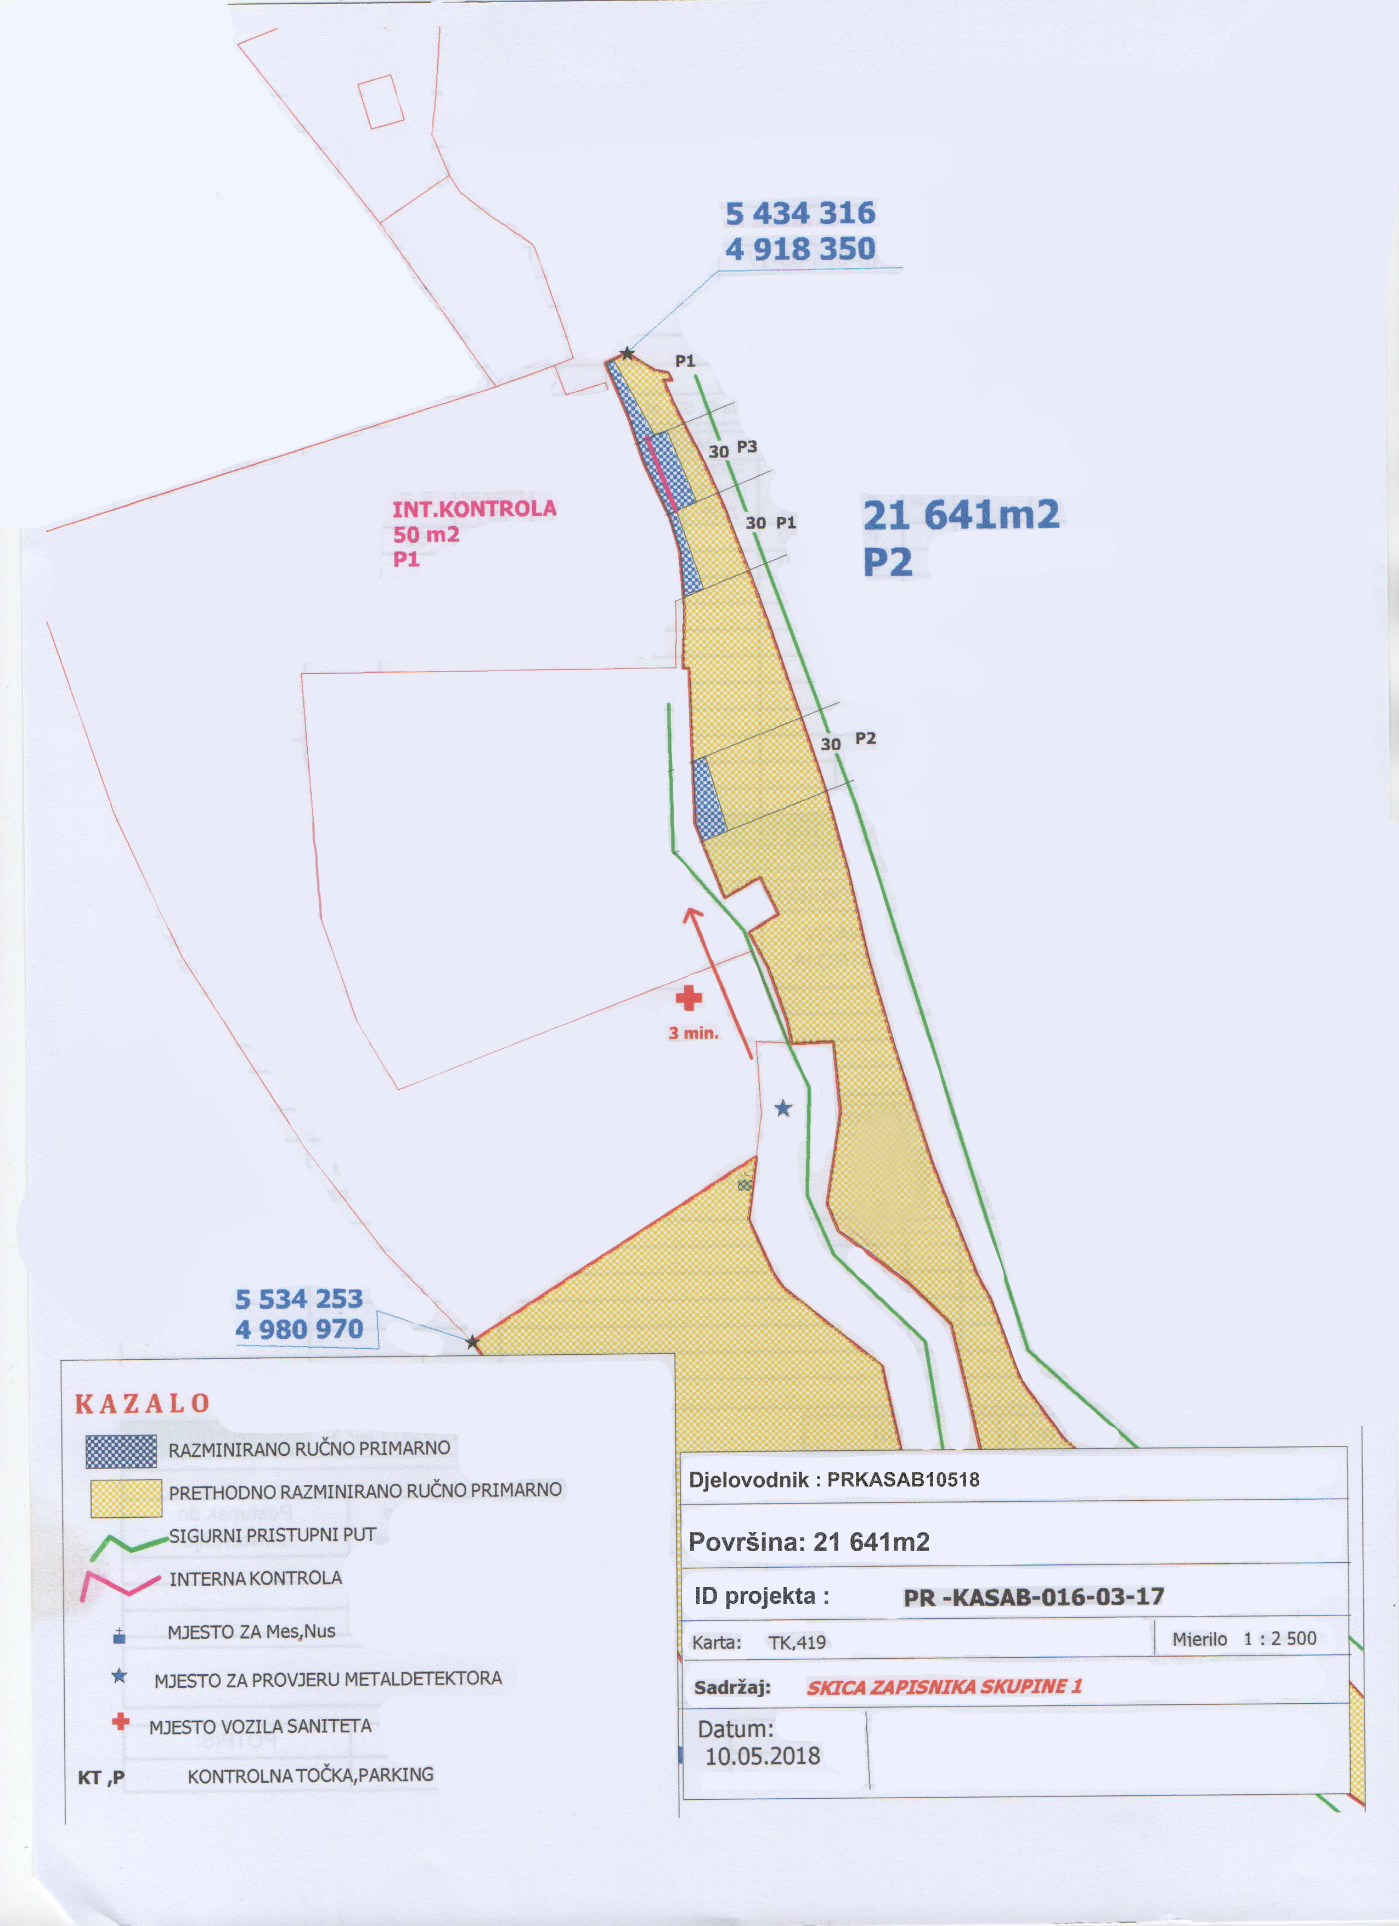 5 434 316
4 918 350
P1
30 P3
30 P1
INT.KONTROLA
50 m2
P1
21 641m2
P2
30 P2
3 min.
5 534 253
4 980 970
KAZALO
RAZMINIRANO RUČNO PRIMARNO
PRETHODNO RAZMINIRANO RUČNO PRIMARNO
SIGURNI PRISTUPNI PUT
INTERNA KONTROLA
MJESTO ZA Mes,Nus
MJESTO ZA PROVJERU METALDETEKTORA
MJESTO VOZILA SANITETA
KT ,P KONTROLNA TOČKA,PARKING
Djelovodnik : PRKASAB10518
Površina: 21 641m2
ID projekta : PR -KASAB-016-03-17
Karta: TK,419 Mierilo 1 : 2 500
Sadržaj: SKICA ZAPISNIKA SKUPINE 1
Datum:
10.05.2018